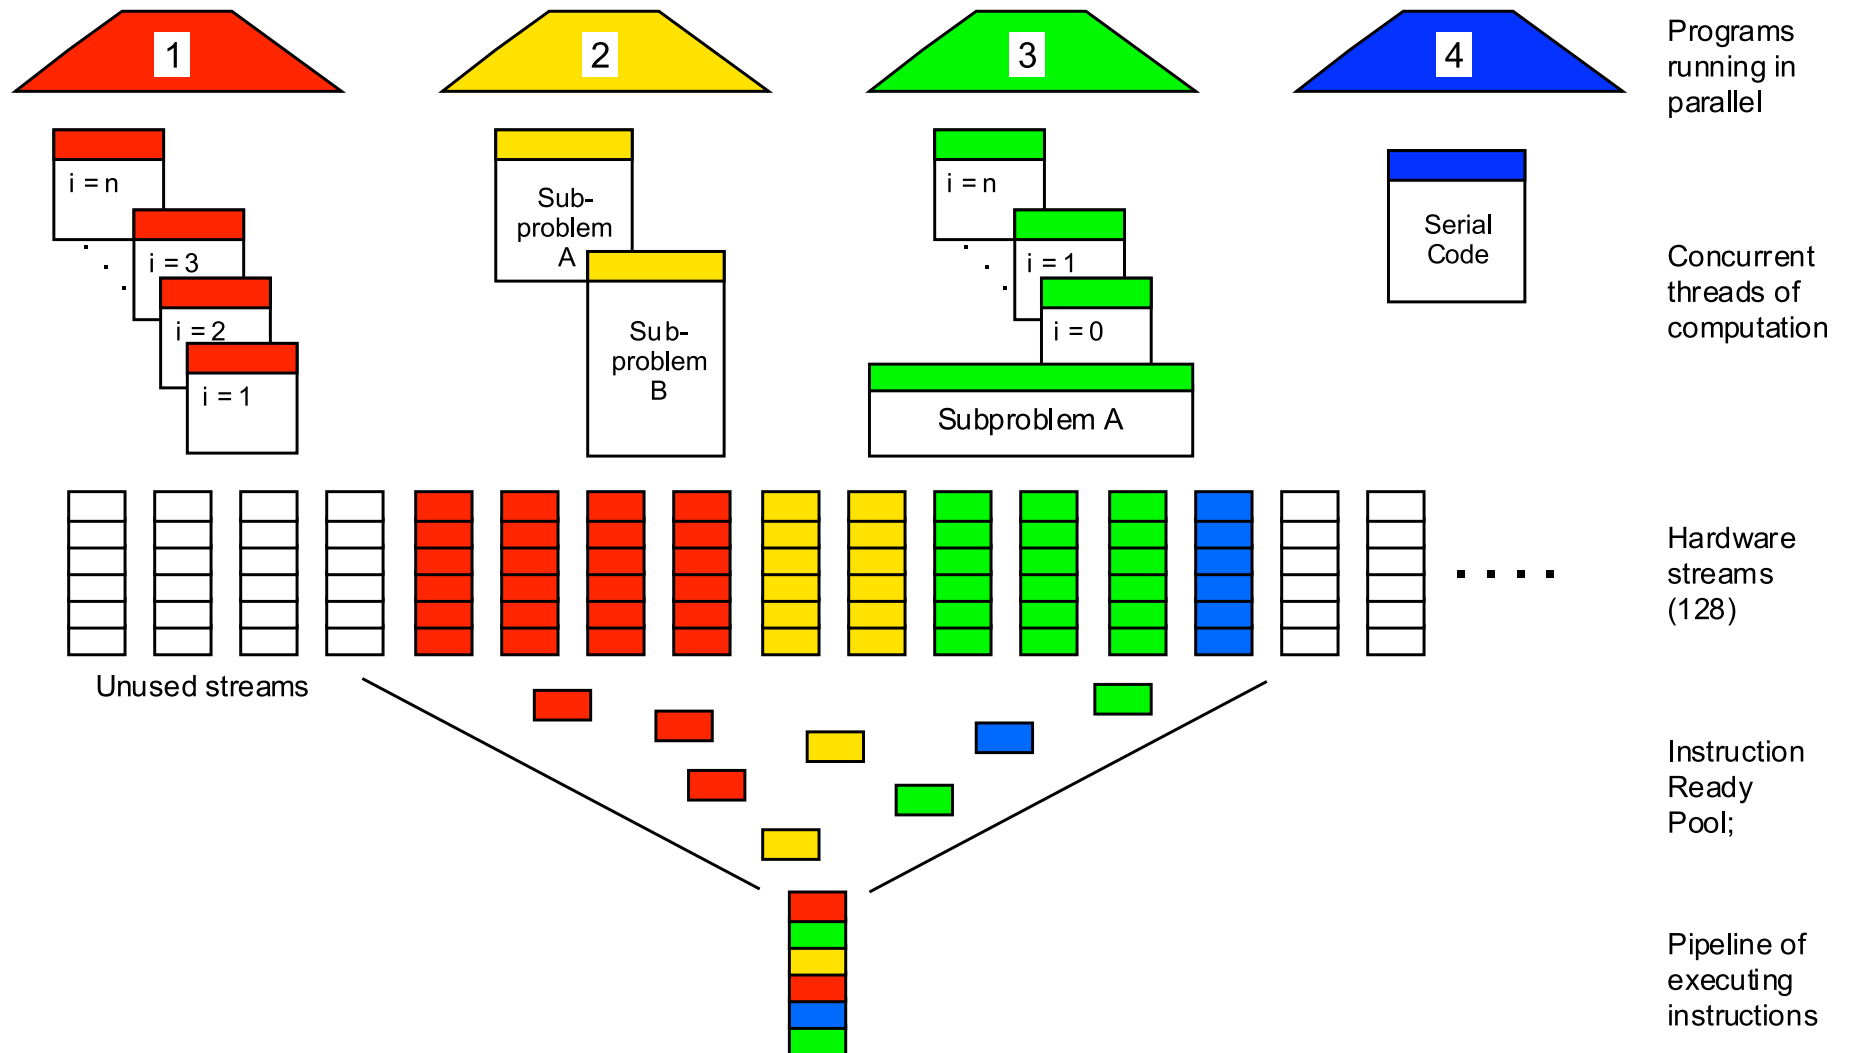 1
2
3
4
Programs
running in
parallel
i = n
i = 3
i = 2
i = 1
Sub-
problem
A
Sub-
problem
B
i = n
i = 1
i = 0
Subproblem A
Serial
Code
Concurrent
threads of
computation
Hardware
streams
(128)
Unused streams
Instruction
Ready
Pool;
Pipeline of
executing
instructions